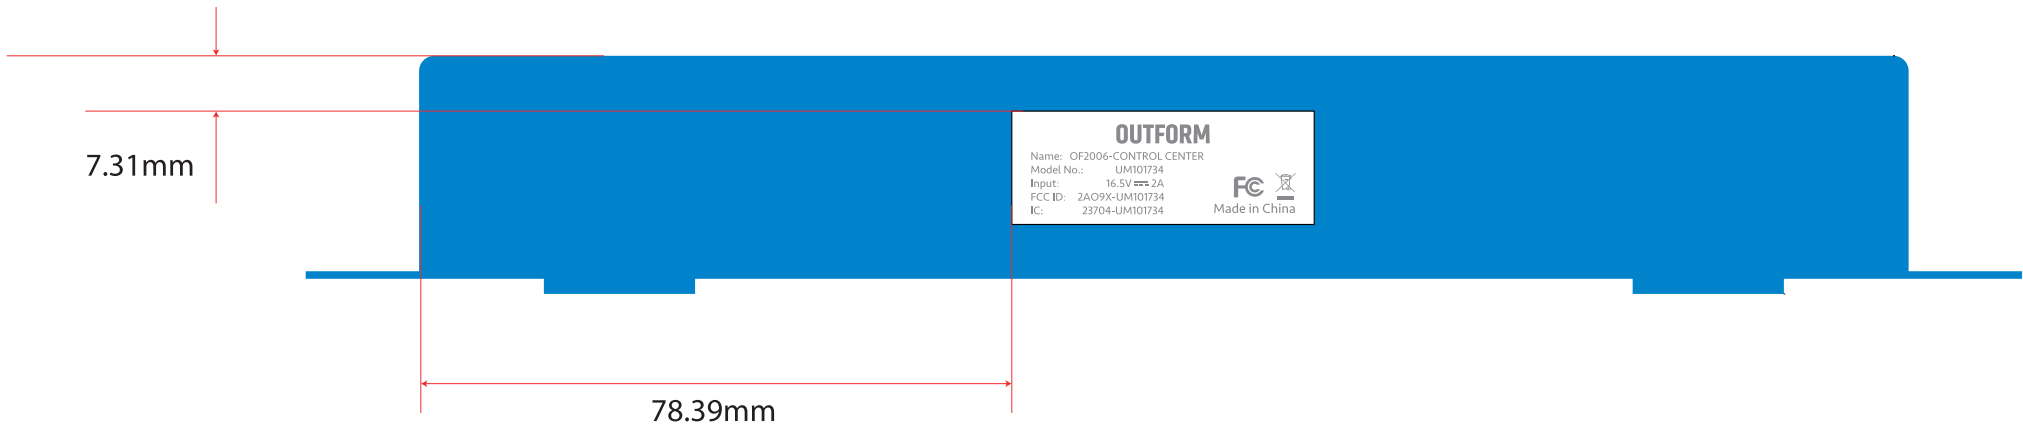 OUTFORM
Name: OF2006-CONTROL CENTER
Model No.: UM101734
Input: 16.5V⎓2A
FCC ID: 2AO9X-UM101734
IC: 23704-UM101734
FC
Made in China
7.31mm
78.39mm